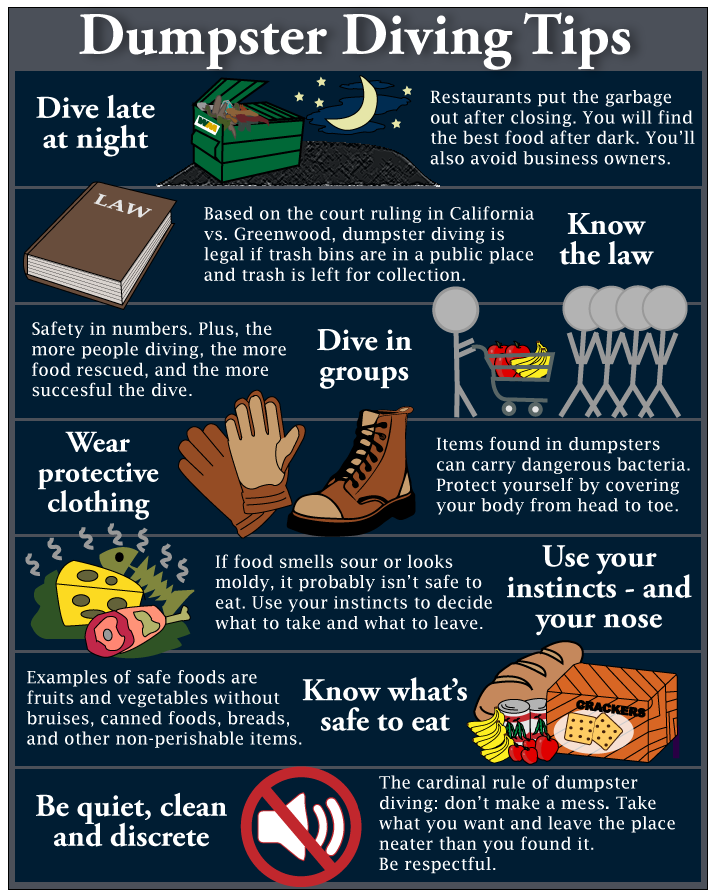 Dumpster Diving Tips
Dive late
at night
Restaurants put the garbage
out after closing. You will find
the best food after dark. You'll
also avoid business owners.
LAW
Based on the court ruling in California
vs. Greenwood, dumpster diving is
legal if trash bins are in a public place
and trash is left for collection.
Know
the law
Safety in numbers. Plus, the
more people diving, the more
food rescued, and the more
succesful the dive.
Dive in
groups
Wear
protective
clothing
Items found in dumpsters
can carry dangerous bacteria.
Protect yourself by covering
your body from head to toe.
If food smells sour or looks
moldy, it probably isn't safe to
eat. Use your instincts to decide
what to take and what to leave.
Use your
instincts - and
your nose
Examples of safe foods are
fruits and vegetables without
bruises, canned foods, breads,
and other non-perishable items.
Know what's
safe to eat
CRACKERS
Be quiet, clean
and discrete
The cardinal rule of dumpster
diving: don't make a mess. Take
what you want and leave the place
neater than you found it.
Be respectful.